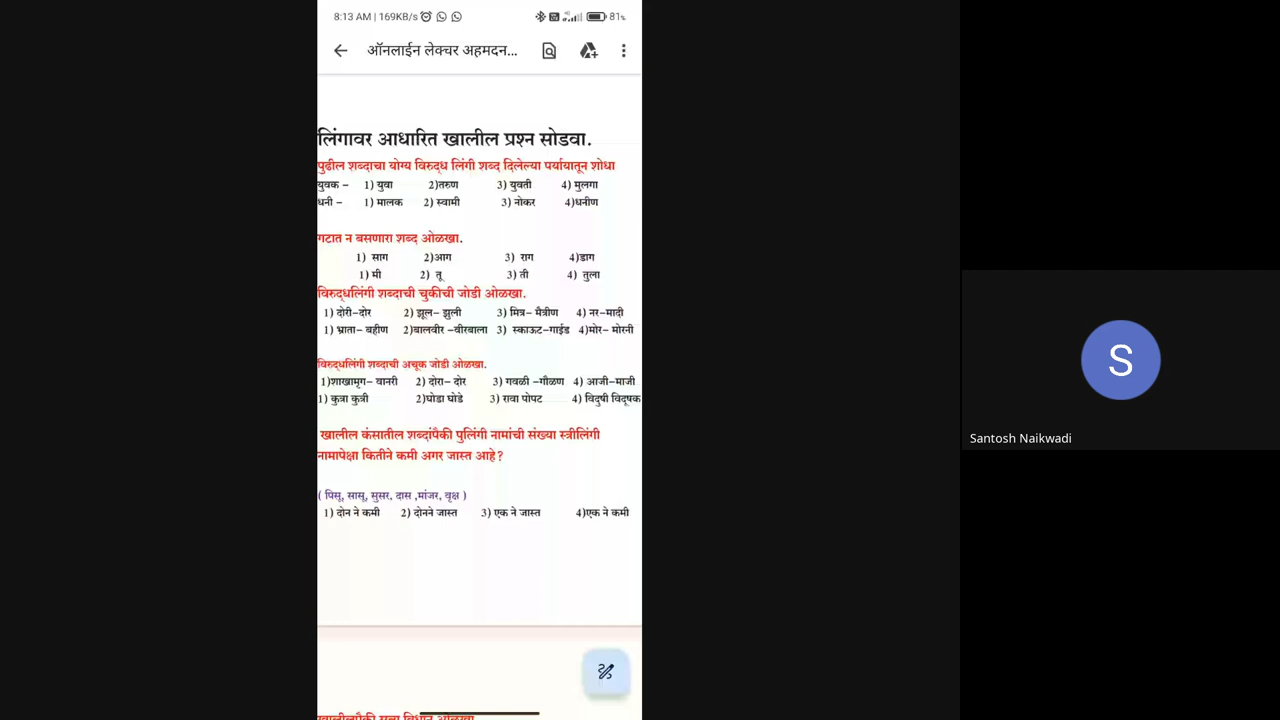 8:13 AM | 169KB/s 4G 81%
ऑनलाईन लेक्चर अहमदन...
लिंगावर आधारित खालील प्रश्न सोडवा.
पुढील शब्दाचा योग्य विरुद्ध लिंगी शब्द दिलेल्या पर्यायातून शोधा
युवक – 1) युवा 2)तरुण 3) युवती 4) मुलगा
धनी – 1) मालक 2) स्वामी 3) नोकर 4)धनीण
गटात न बसणारा शब्द ओळखा.
1) साग 2)आग 3) राग 4)डाग
1) मी 2) तू 3) ती 4) तुला
विरुद्धलिंगी शब्दाची चुकीची जोडी ओळखा.
1) दोरी–दोर 2) झूल– झुली 3) मित्र– मैत्रीण 4) नर–मादी
1) भ्राता– बहीण 2)बालवीर –वीरबाला 3) स्काऊट–गाईड 4)मोर– मोरनी
विरुद्धलिंगी शब्दाची अचूक जोडी ओळखा.
1)शाखामृग– वानरी 2) दोरा– दोर 3) गवळी –गौळण 4) आजी–माजी
1) कुत्रा कुत्री 2)घोडा घोडे 3) रावा पोपट 4) विदुषी विदूषक
खालील कंसातील शब्दांपैकी पुलिंगी नामांची संख्या स्त्रीलिंगी
नामापेक्षा कितीने कमी अगर जास्त आहे?
( पिसू, सासू, सुसर, दास ,मांजर, वृक्ष )
1) दोन ने कमी 2) दोनने जास्त 3) एक ने जास्त 4)एक ने कमी
S
Santosh Naikwadi